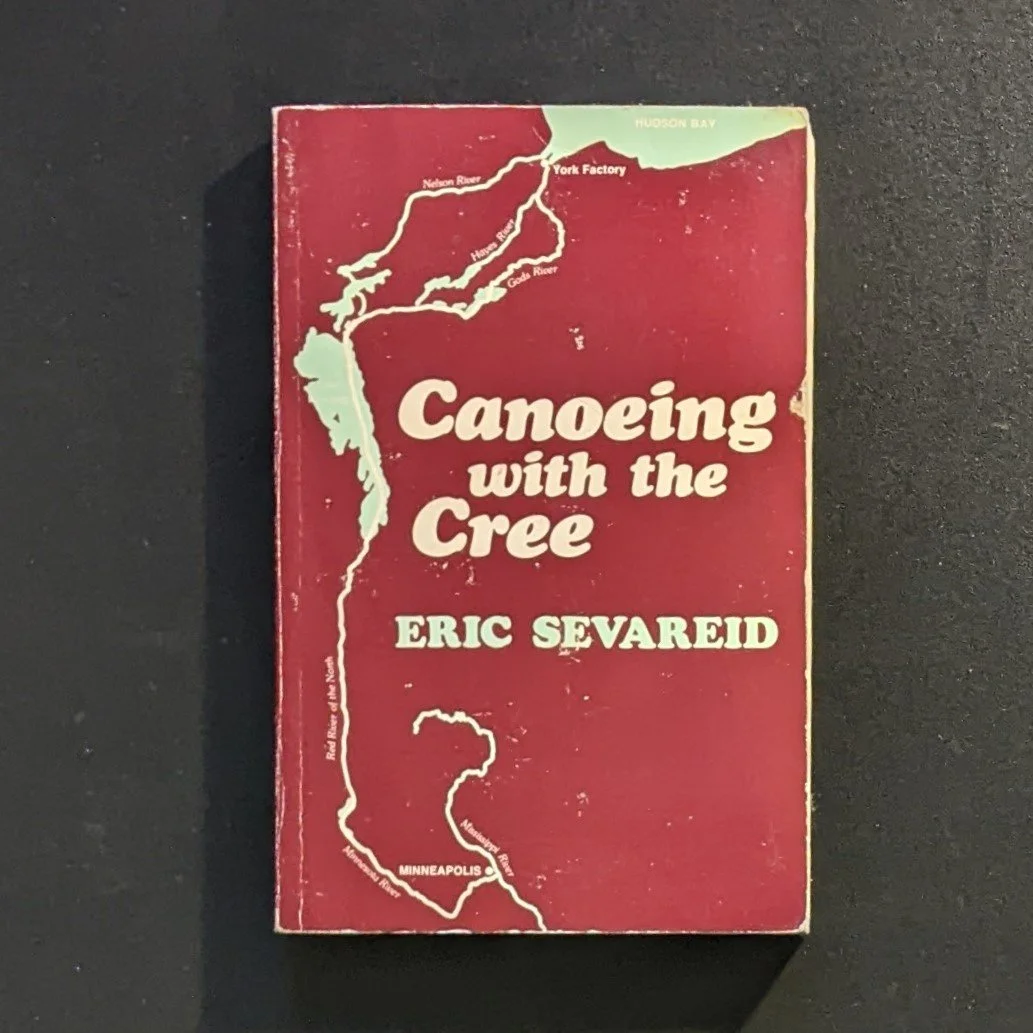 HUDSON BAY
York Factory
Nelson River
Hayes River
Gods River
Canoeing
with the
Cree
ERIC SEVAREID
Red River of the North
Mississippi River
MINNEAPOLIS
Minnesota River